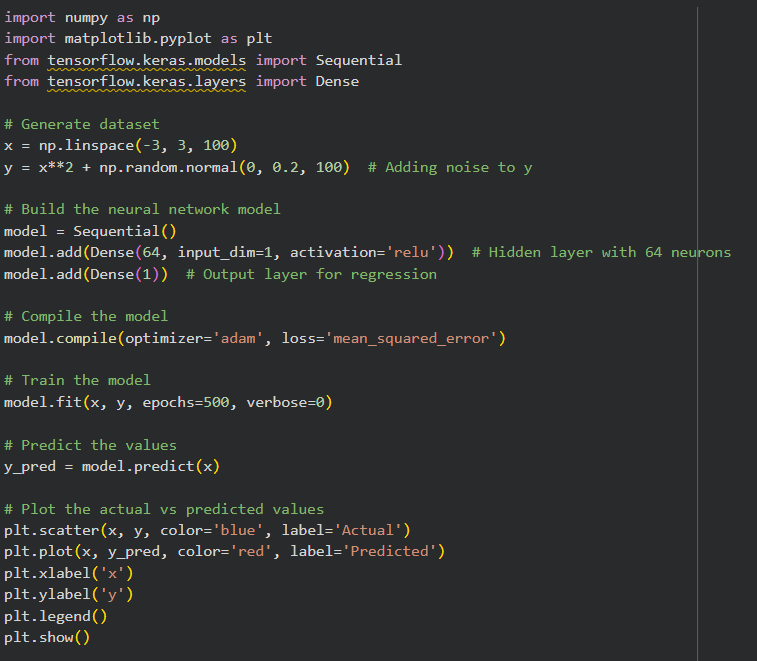 import numpy as np
import matplotlib.pyplot as plt
from tensorflow.keras.models import Sequential
from tensorflow.keras.layers import Dense
# Generate dataset
x = np.linspace(-3, 3, 100)
y = x**2 + np.random.normal(0, 0.2, 100)  # Adding noise to y
# Build the neural network model
model = Sequential()
model.add(Dense(64, input_dim=1, activation='relu'))  # Hidden layer with 64 neurons
model.add(Dense(1))  # Output layer for regression
# Compile the model
model.compile(optimizer='adam', loss='mean_squared_error')
# Train the model
model.fit(x, y, epochs=500, verbose=0)
# Predict the values
y_pred = model.predict(x)
# Plot the actual vs predicted values
plt.scatter(x, y, color='blue', label='Actual')
plt.plot(x, y_pred, color='red', label='Predicted')
plt.xlabel('x')
plt.ylabel('y')
plt.legend()
plt.show()